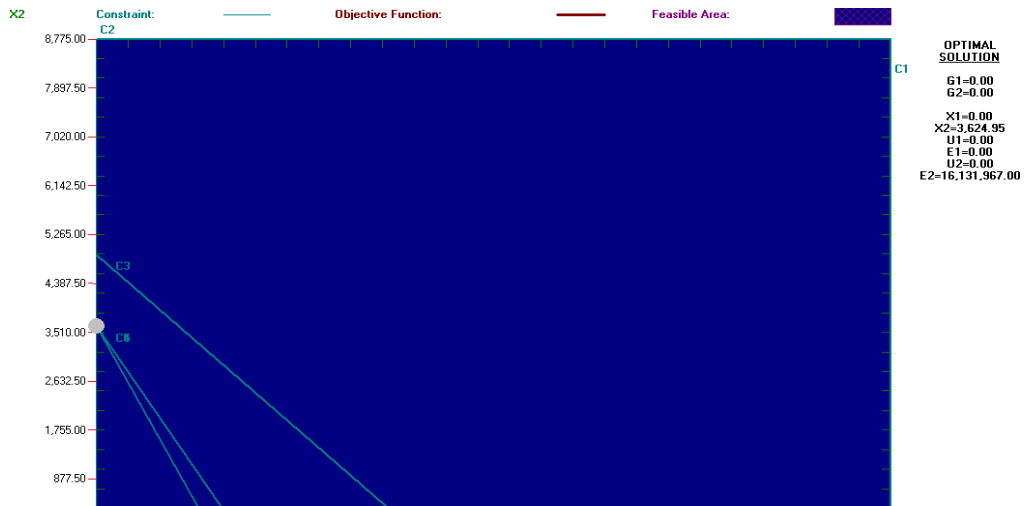 X2 Constraint: Objective Function: Feasible Area:
C2
8,775.00
7,897.50
7,020.00
6,142.50
5,265.00
4,387.50
3,510.00
2,632.50
1,755.00
877.50
C1
C3
OPTIMAL
SOLUTION
G1=0.00
G2=0.00
X1=0.00
X2=3,624.95
U1=0.00
E1=0.00
U2=0.00
E2=16,131,967.00